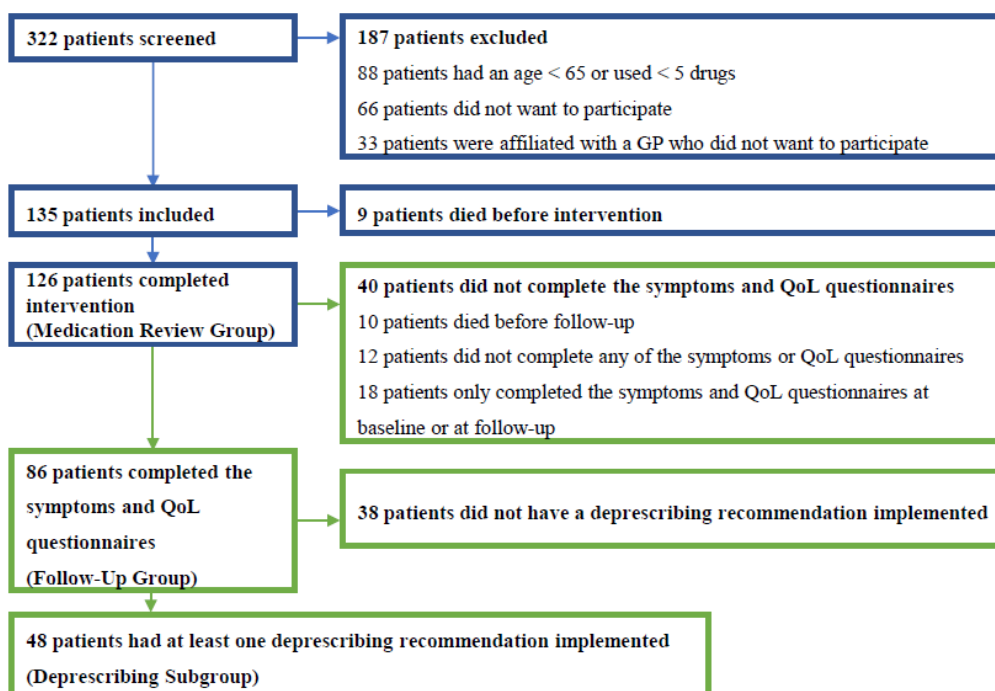 322 patients screened
187 patients excluded
88 patients had an age < 65 or used < 5 drugs
66 patients did not want to participate
33 patients were affiliated with a GP who did not want to participate
135 patients included
9 patients died before intervention
126 patients completed
intervention
(Medication Review Group)
40 patients did not complete the symptoms and QoL questionnaires
10 patients died before follow-up
12 patients did not complete any of the symptoms or QoL questionnaires
18 patients only completed the symptoms and QoL questionnaires at
baseline or at follow-up
86 patients completed the
symptoms and QoL
questionnaires
(Follow-Up Group)
38 patients did not have a deprescribing recommendation implemented
48 patients had at least one deprescribing recommendation implemented
(Deprescribing Subgroup)